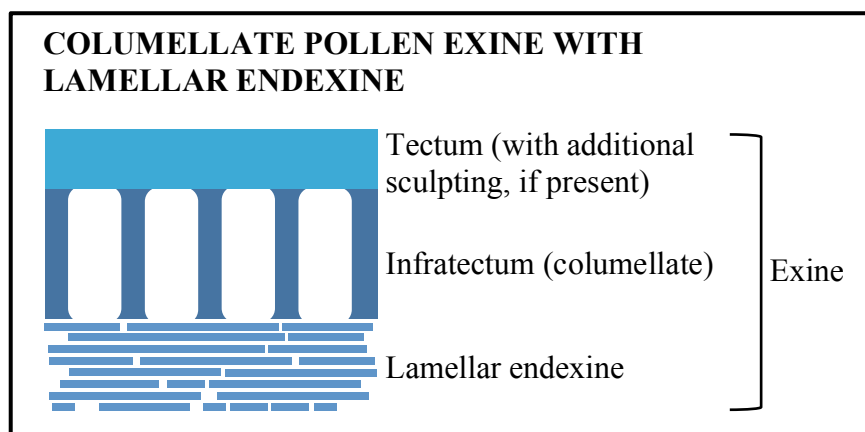 COLUMELLATE POLLEN EXINE WITH
LAMELLAR ENDEXINE
Tectum (with additional
sculpting, if present)
Infratectum (columellate)
Exine
Lamellar endexine